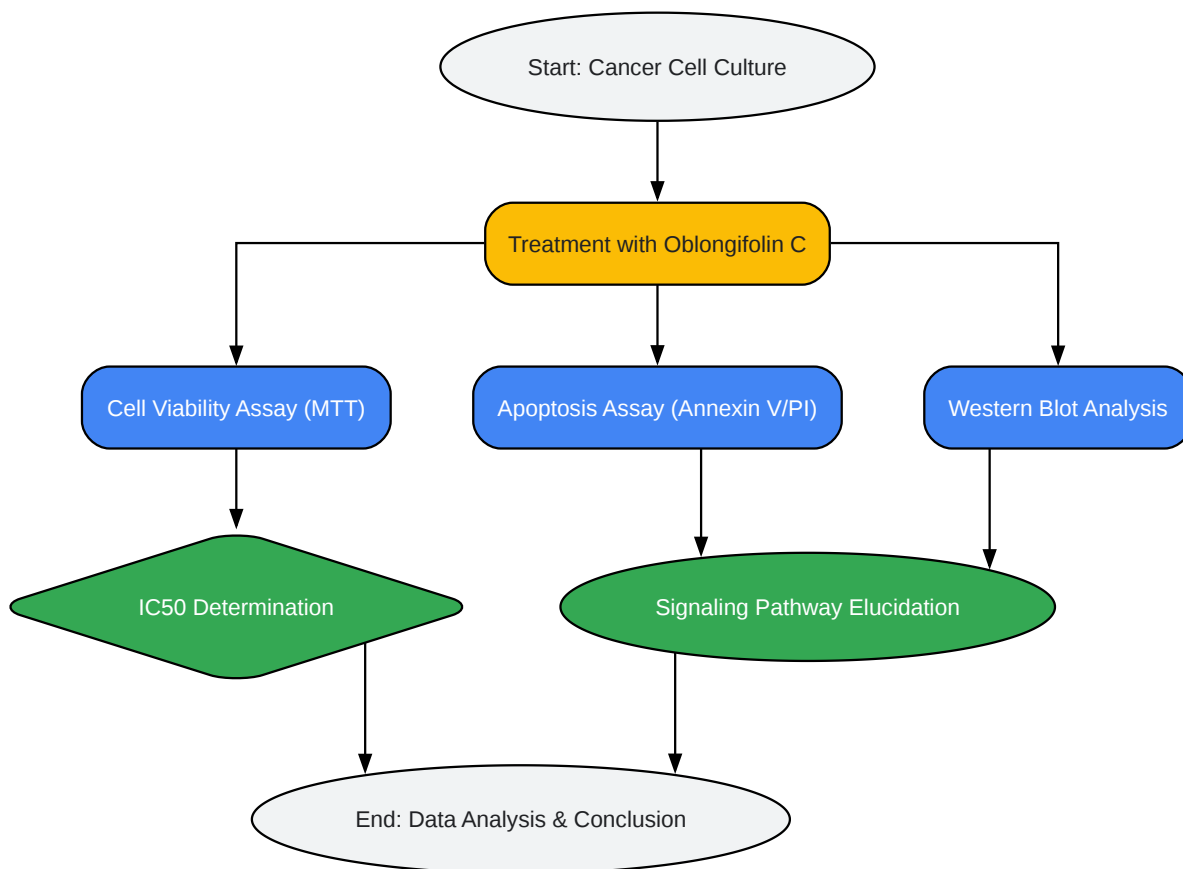 Start: Cancer Cell Culture
Treatment with Oblongifolin C
Cell Viability Assay (MTT)
Apoptosis Assay (Annexin V/PI)
Western Blot Analysis
IC50 Determination
Signaling Pathway Elucidation
End: Data Analysis & Conclusion